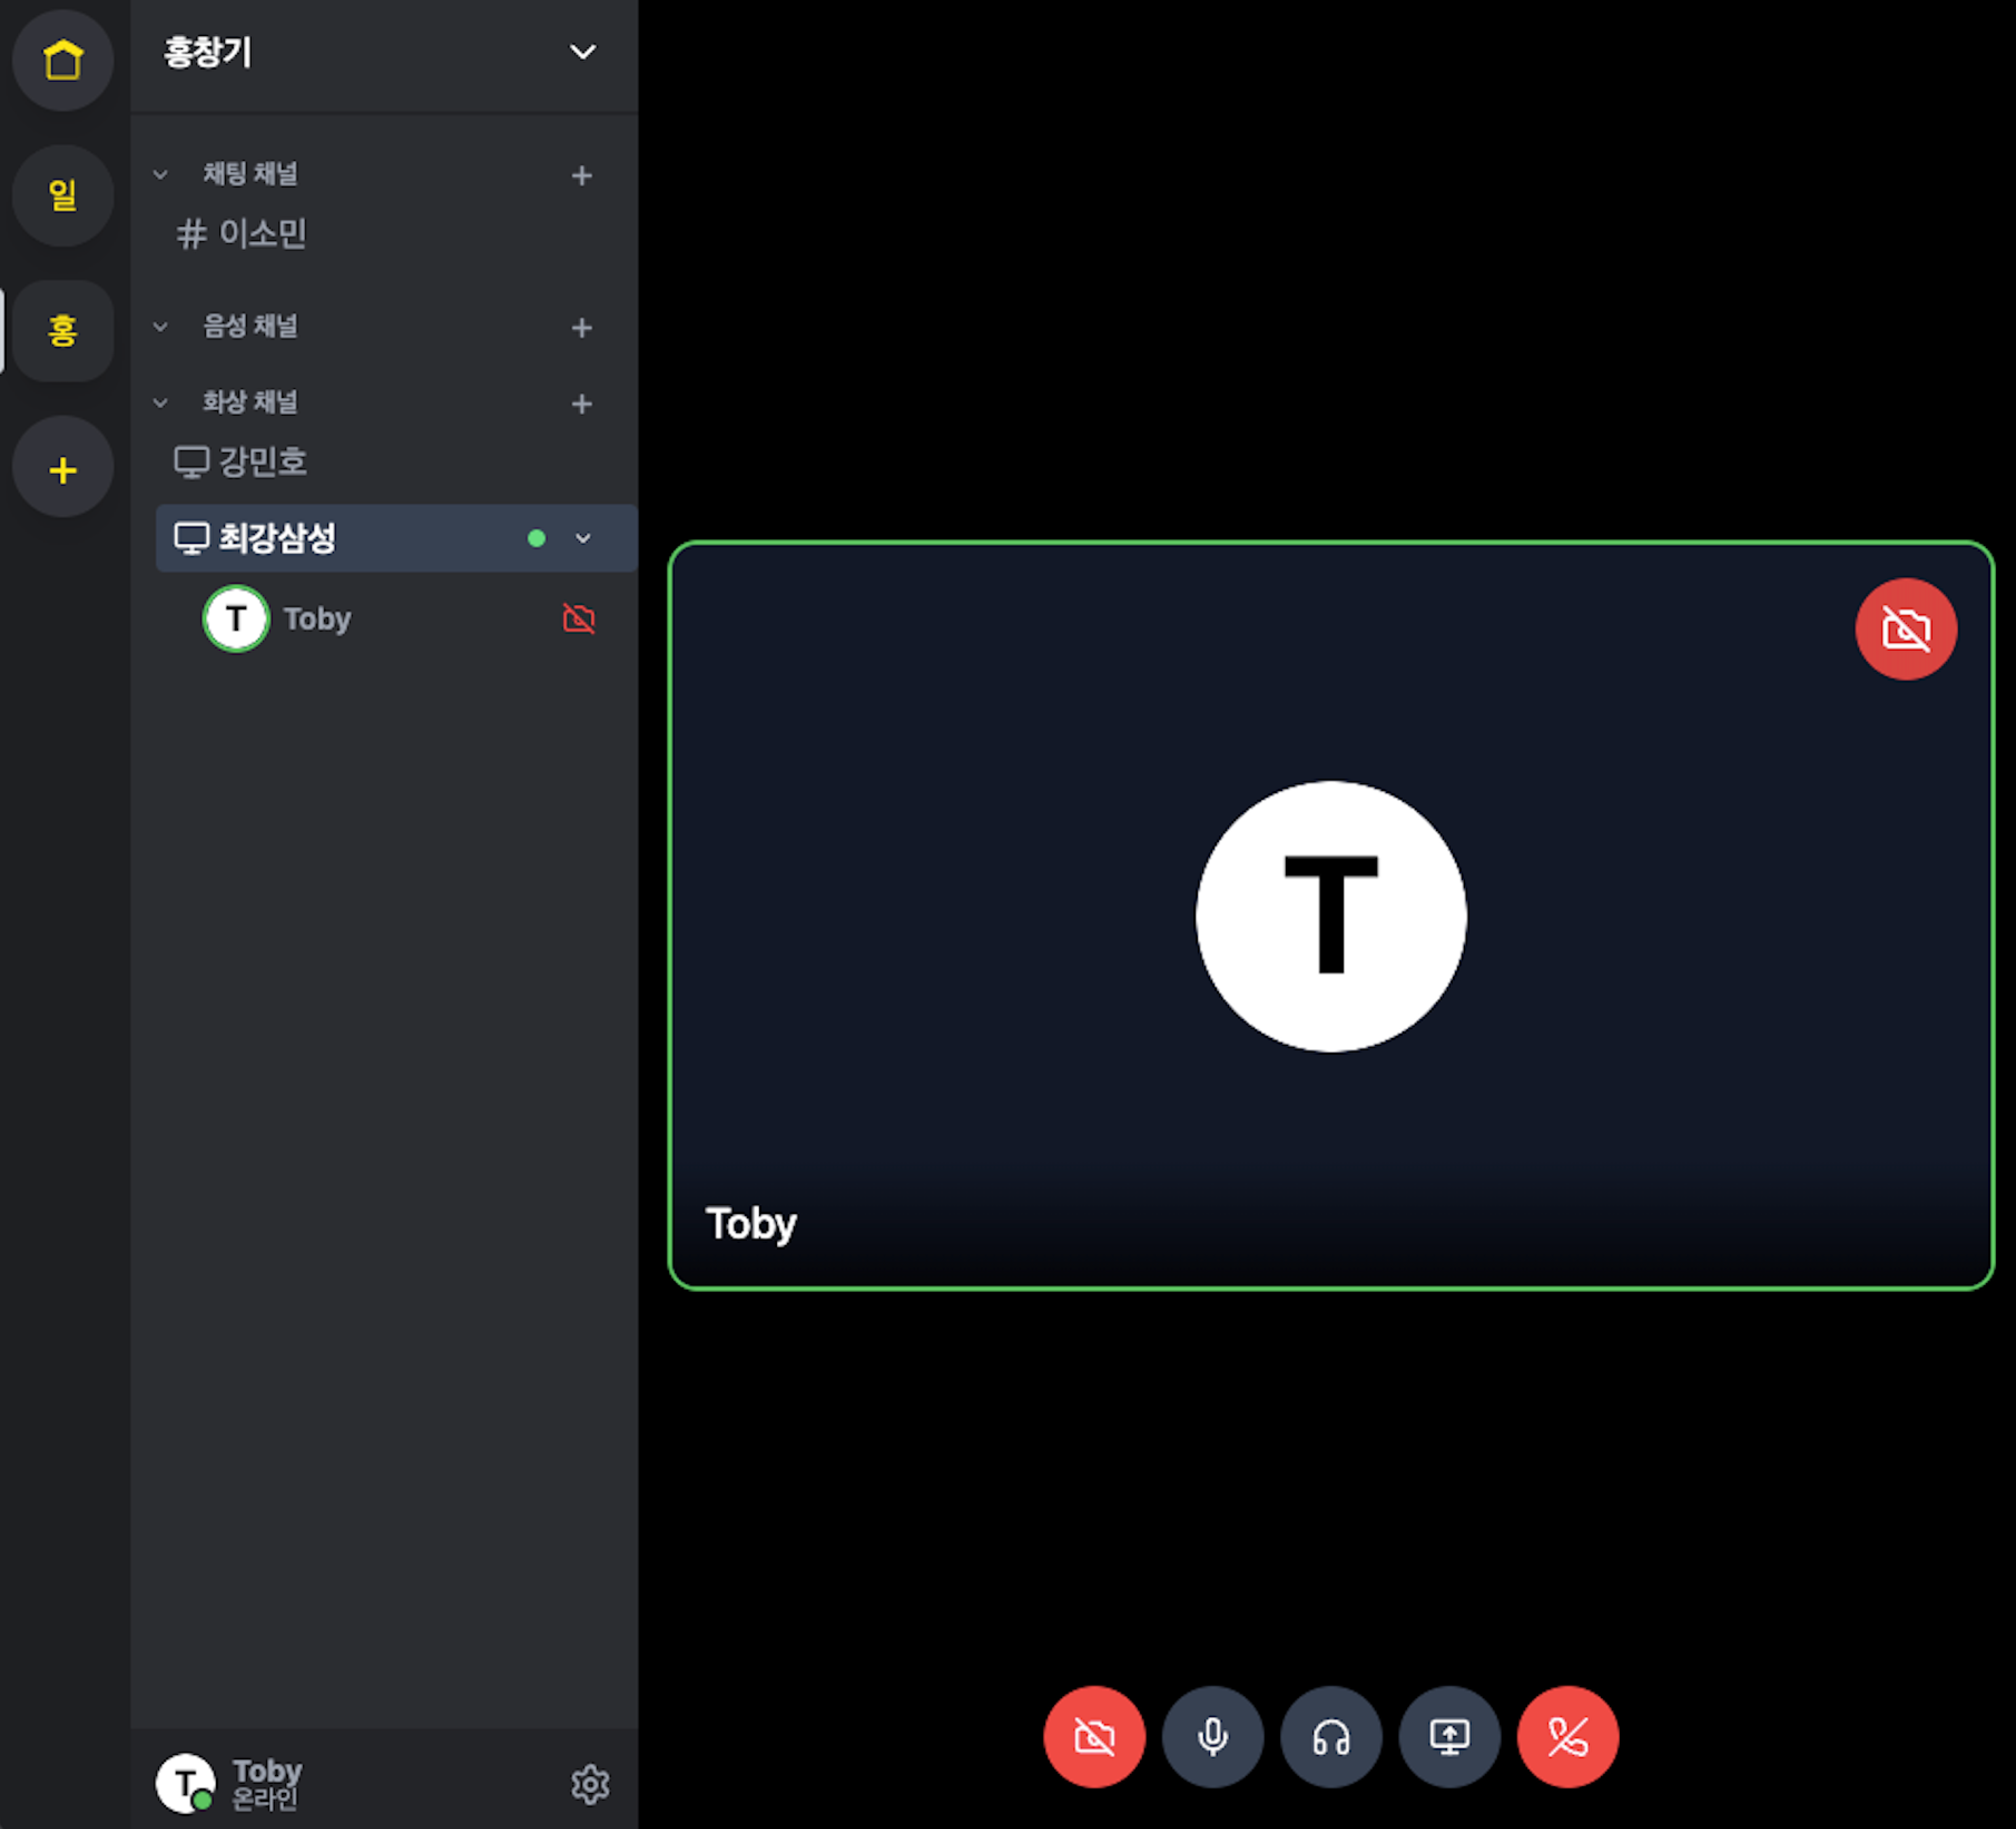 일
홍
+
홍창기
채팅 채널 +
# 이소민
음성 채널 +
화상 채널 +
강민호
최강삼성
T Toby
T
Toby
T Toby
온라인